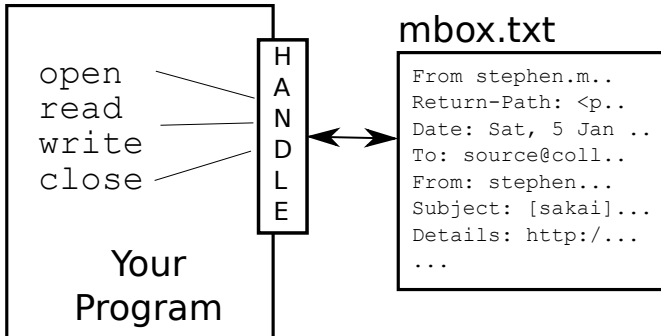 open
read
write
close
Your
Program
HANDLE
mbox.txt
From stephen.m..
Return-Path: <p..
Date: Sat, 5 Jan ..
To: source@coll..
From: stephen...
Subject: [sakai]...
Details: http:/...
...